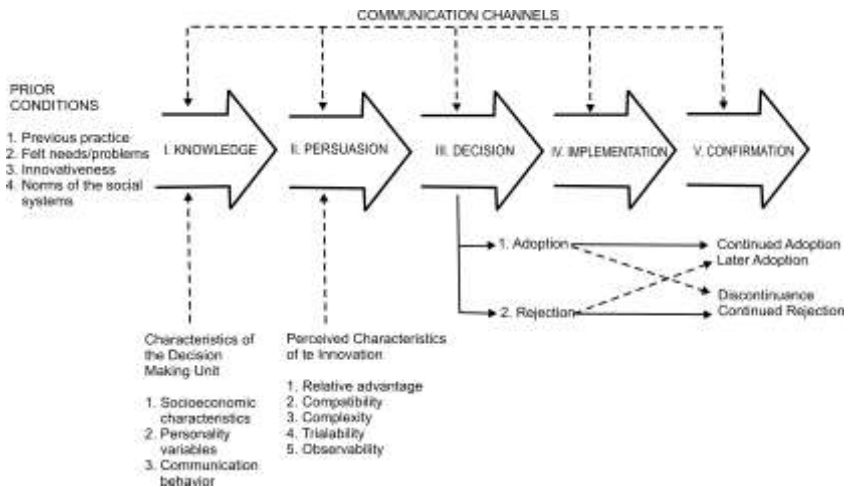 COMMUNICATION CHANNELS
PRIOR
CONDITIONS
1. Previous practice
2. Felt needs/problems
3. Innovativeness
4. Norms of the social
systems
I. KNOWLEDGE
II. PERSUASION
III. DECISION
IV. IMPLEMENTATION
V. CONFIRMATION
1. Adoption
2. Rejection
Continued Adoption
Later Adoption
Discontinuance
Continued Rejection
Characteristics of
the Decision
Making Unit
1. Socioeconomic
characteristics
2. Personality
variables
3. Communication
behavior
Perceived Characteristics
of te Innovation
1. Relative advantage
2. Compatibility
3. Complexity
4. Trialability
5. Observability